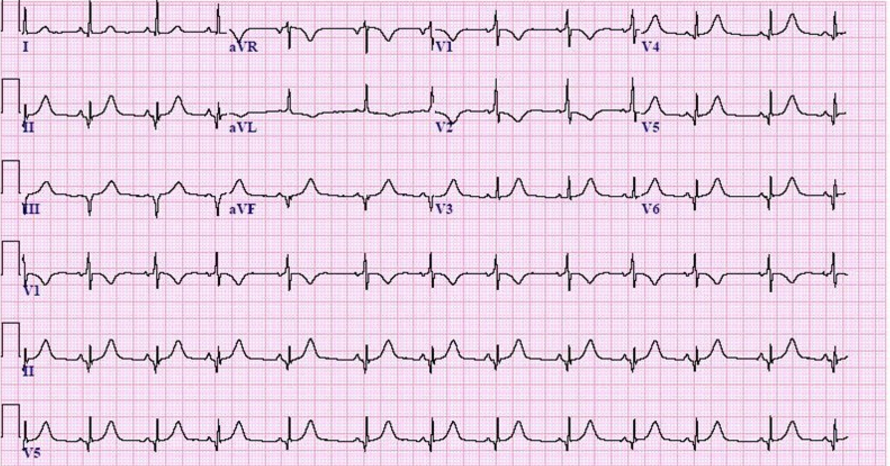 I aVR V1 V4
II aVL V2 V5
III aVF V3 V6
V1
II
V5